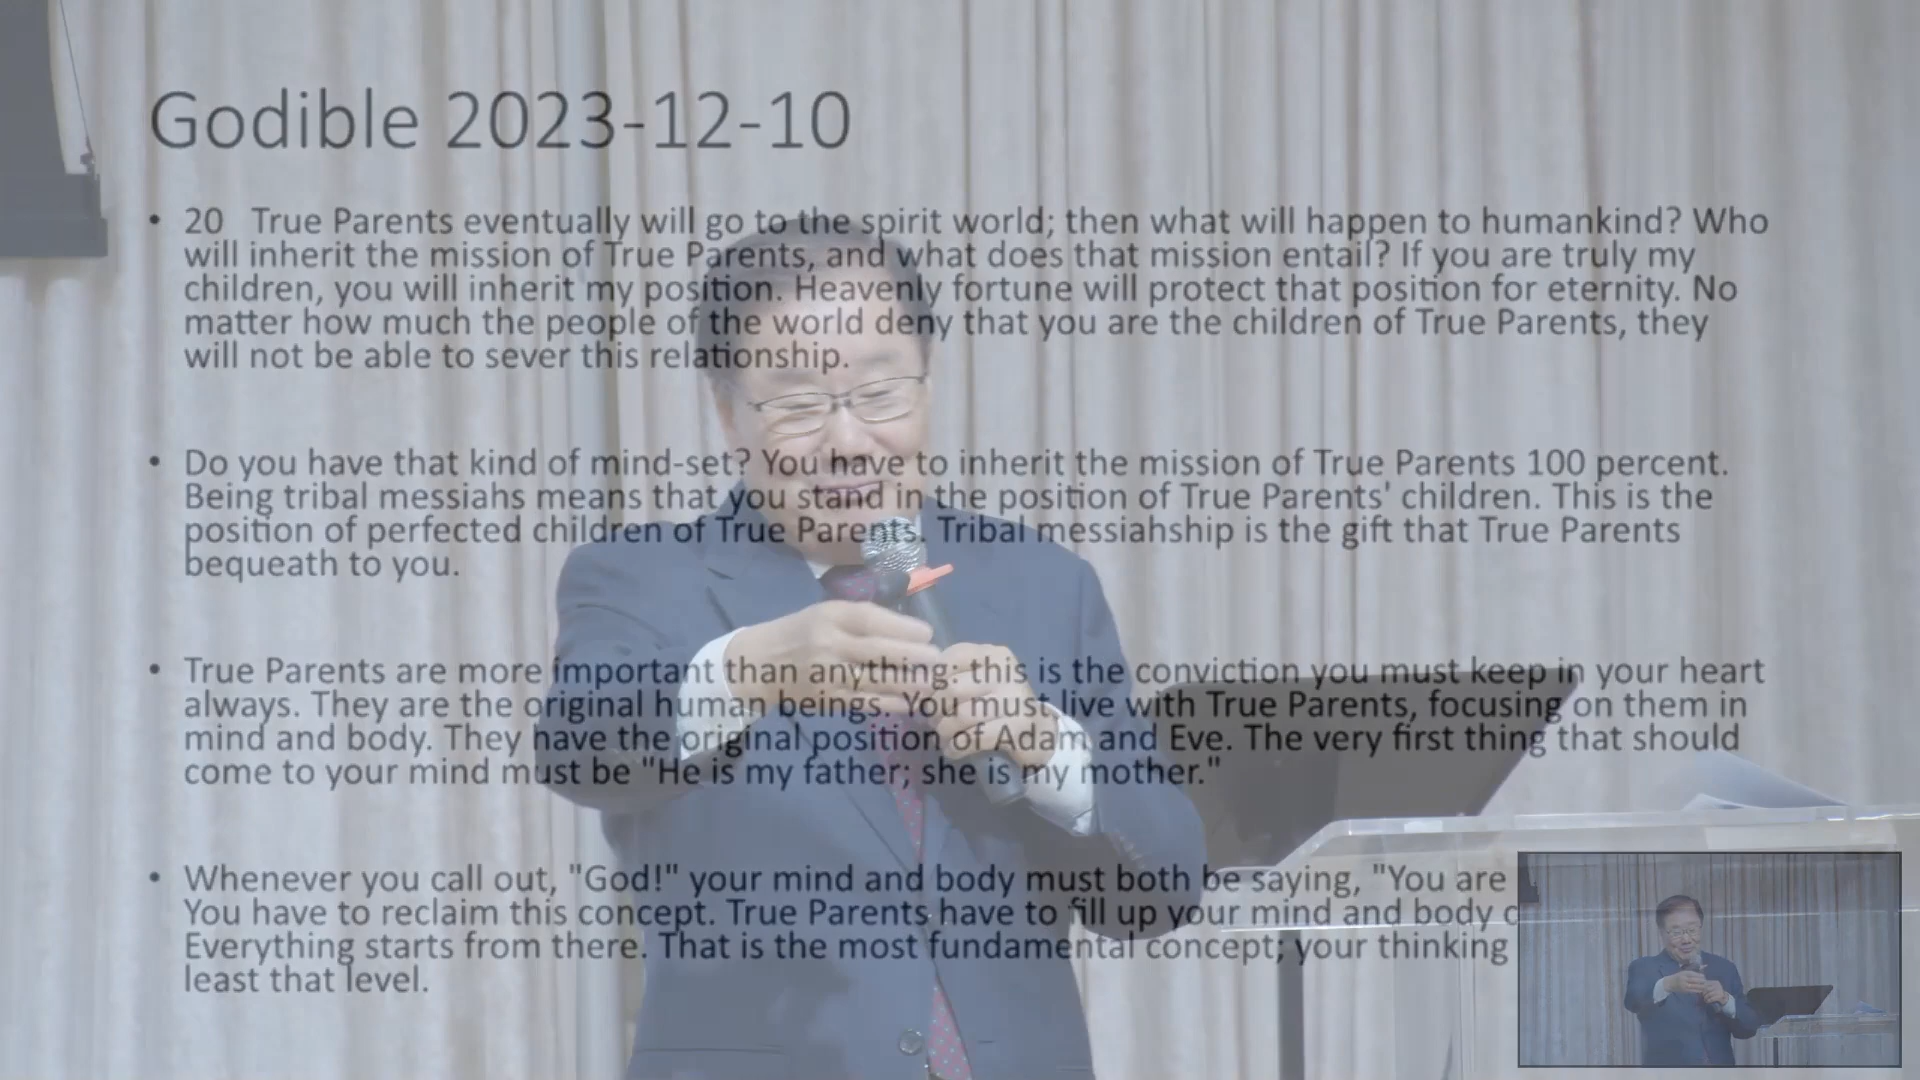 Godible 2023-12-10
• 20 True Parents eventually will go to the spirit world; then what will happen to humankind? Who
will inherit the mission of True Parents, and what does that mission entail? If you are truly my
children, you will inherit my position. Heavenly fortune will protect that position for eternity. No
matter how much the people of the world deny that you are the children of True Parents, they
will not be able to sever this relationship.
• Do you have that kind of mind-set? You have to inherit the mission of True Parents 100 percent.
Being tribal messiahs means that you stand in the position of True Parents' children. This is the
position of perfected children of True Parents. Tribal messiahship is the gift that True Parents
bequeath to you.
• True Parents are more important than anything: this is the conviction you must keep in your heart
always. They are the original human beings. You must live with True Parents, focusing on them in
mind and body. They have the original position of Adam and Eve. The very first thing that should
come to your mind must be "He is my father; she is my mother."
• Whenever you call out, "God!" your mind and body must both be saying, "You are
You have to reclaim this concept. True Parents have to fill up your mind and body
Everything starts from there. That is the most fundamental concept; your thinking
least that level.